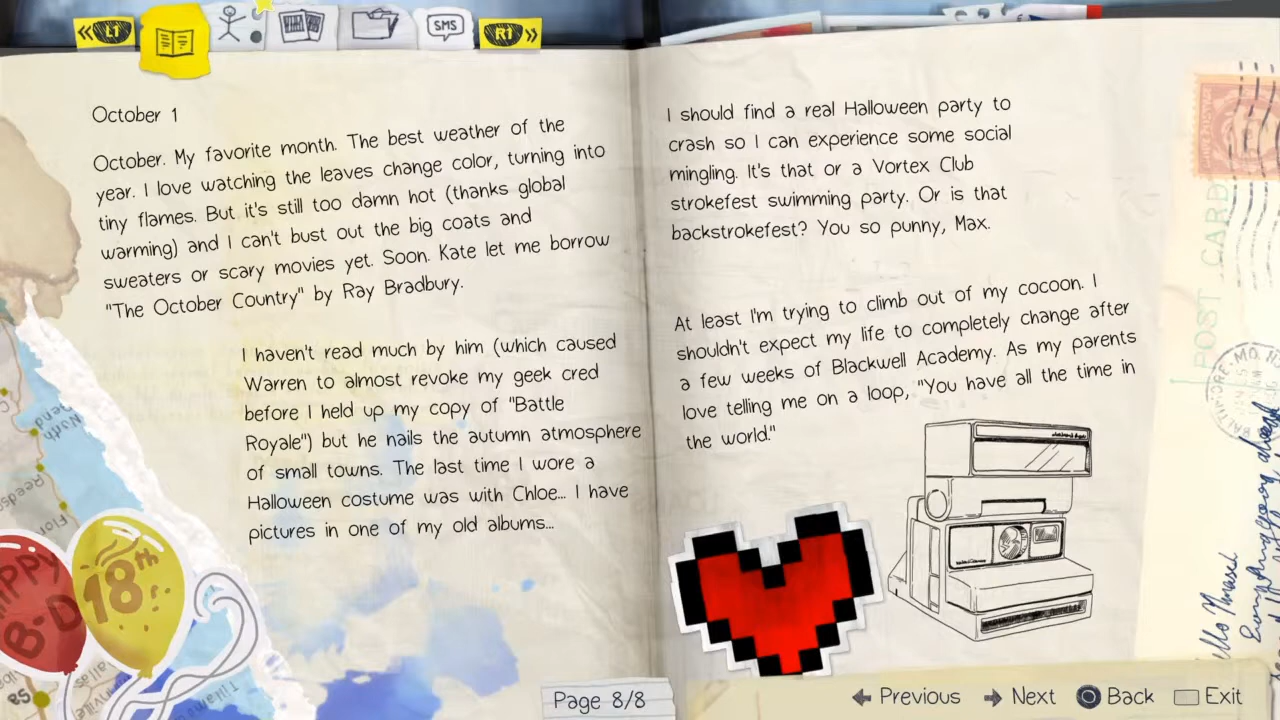 L1
SMS
R1
October 1
October. My favorite month. The best weather of the
year. I love watching the leaves change color, turning into
tiny flames. But it's still too damn hot (thanks global
warming) and I can't bust out the big coats and
sweaters or scary movies yet. Soon. Kate let me borrow
"The October Country" by Ray Bradbury.
I haven't read much by him (which caused
Warren to almost revoke my geek cred
before I held up my copy of "Battle
Royale") but he nails the autumn atmosphere
of small towns. The last time I wore a
Halloween costume was with Chloe... I have
pictures in one of my old albums...
North
Bend
Reedsp
Flor
HAPPY
B-D
18th
I should find a real Halloween party to
crash so I can experience some social
mingling. It's that or a Vortex Club
strokefest swimming party. Or is that
backstrokefest? You so punny, Max.
At least I'm trying to climb out of my cocoon. I
shouldn't expect my life to completely change after
a few weeks of Blackwell Academy. As my parents
love telling me on a loop, "You have all the time in
the world."
POST CARD
Page 8/8
Previous
Next
Back
Exit